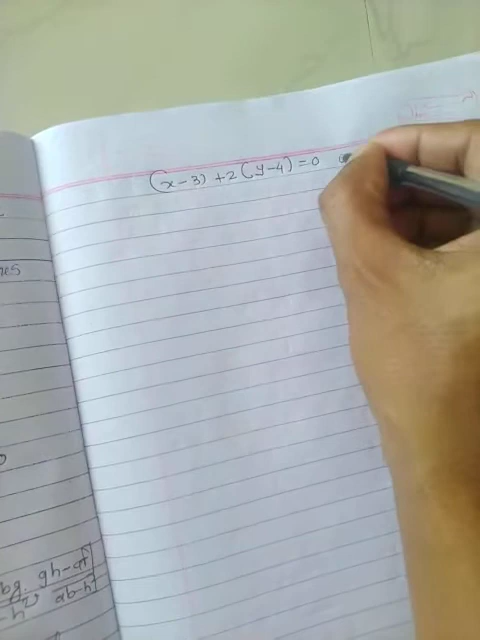 (x-3) +2(y-4) = 0
bg. gh-af
-h² , ab-h²